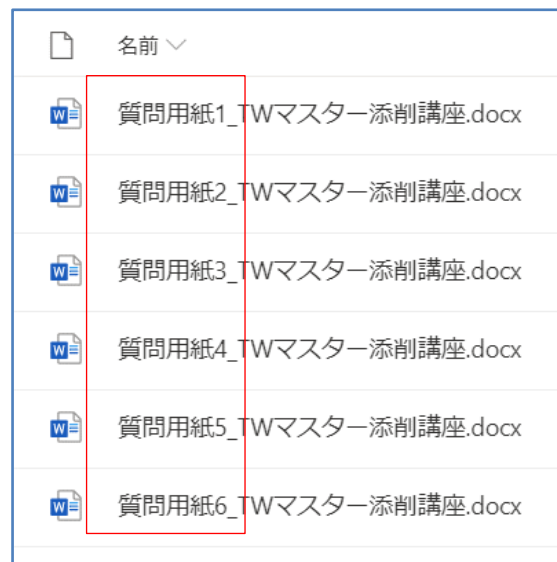 名前
質問用紙1_TWマスター添削講座.docx
質問用紙2_TWマスター添削講座.docx
質問用紙3_TWマスター添削講座.docx
質問用紙4_TWマスター添削講座.docx
質問用紙5_TWマスター添削講座.docx
質問用紙6_TWマスター添削講座.docx